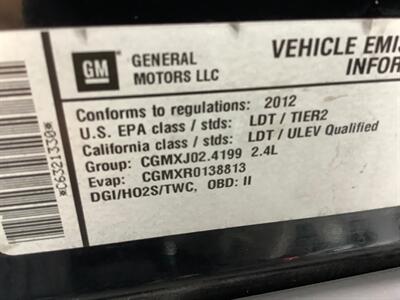 GM
GENERAL
MOTORS LLC
VEHICLE EMIS
INFOR
Conforms to regulations: 2012
U.S. EPA class / stds: LDT / TIER2
California class / stds: LDT / ULEV Qualified
Group: CGMXJ02.4199 2.4L
Evap: CGMXR0138813
DGI/HO2S/TWC, OBD: II
*C6321330*